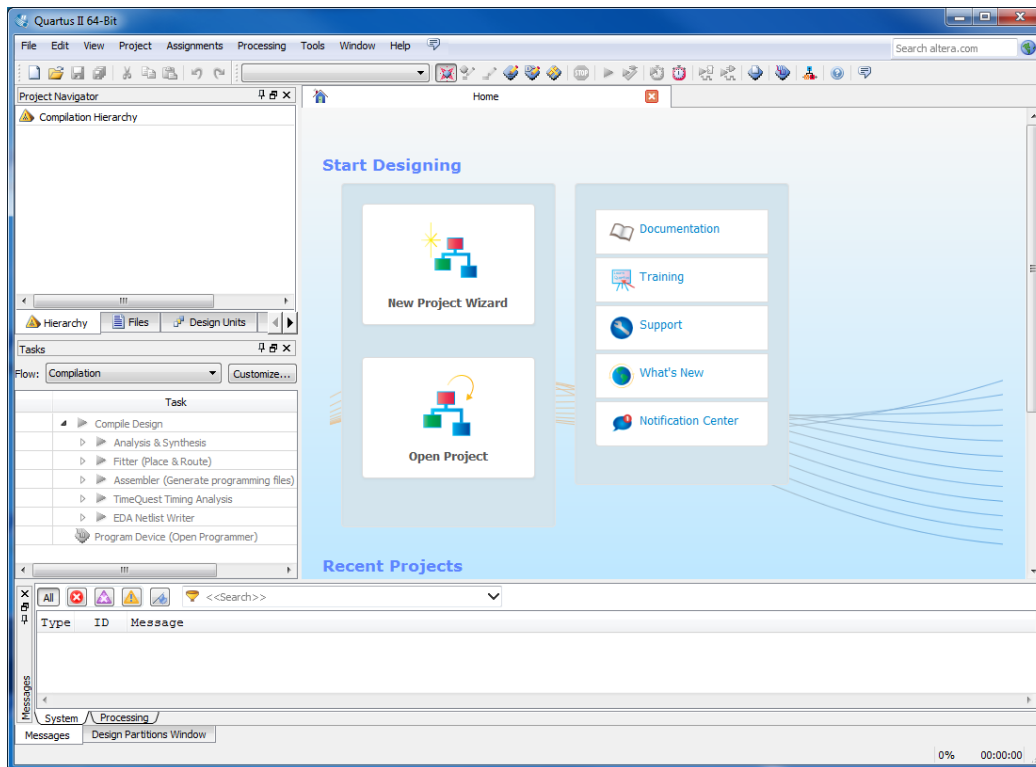 Quartus II 64-Bit
File Edit View Project Assignments Processing Tools Window Help
Search altera.com
Project Navigator
Compilation Hierarchy
Hierarchy Files Design Units
Tasks
Flow: Compilation Customize...
Task
Compile Design
Analysis & Synthesis
Fitter (Place & Route)
Assembler (Generate programming files)
TimeQuest Timing Analysis
EDA Netlist Writer
Program Device (Open Programmer)
Home
Start Designing
New Project Wizard
Open Project
Documentation
Training
Support
What's New
Notification Center
Recent Projects
All <<Search>>
Type ID Message
Messages
System Processing
Messages Design Partitions Window
0% 00:00:00